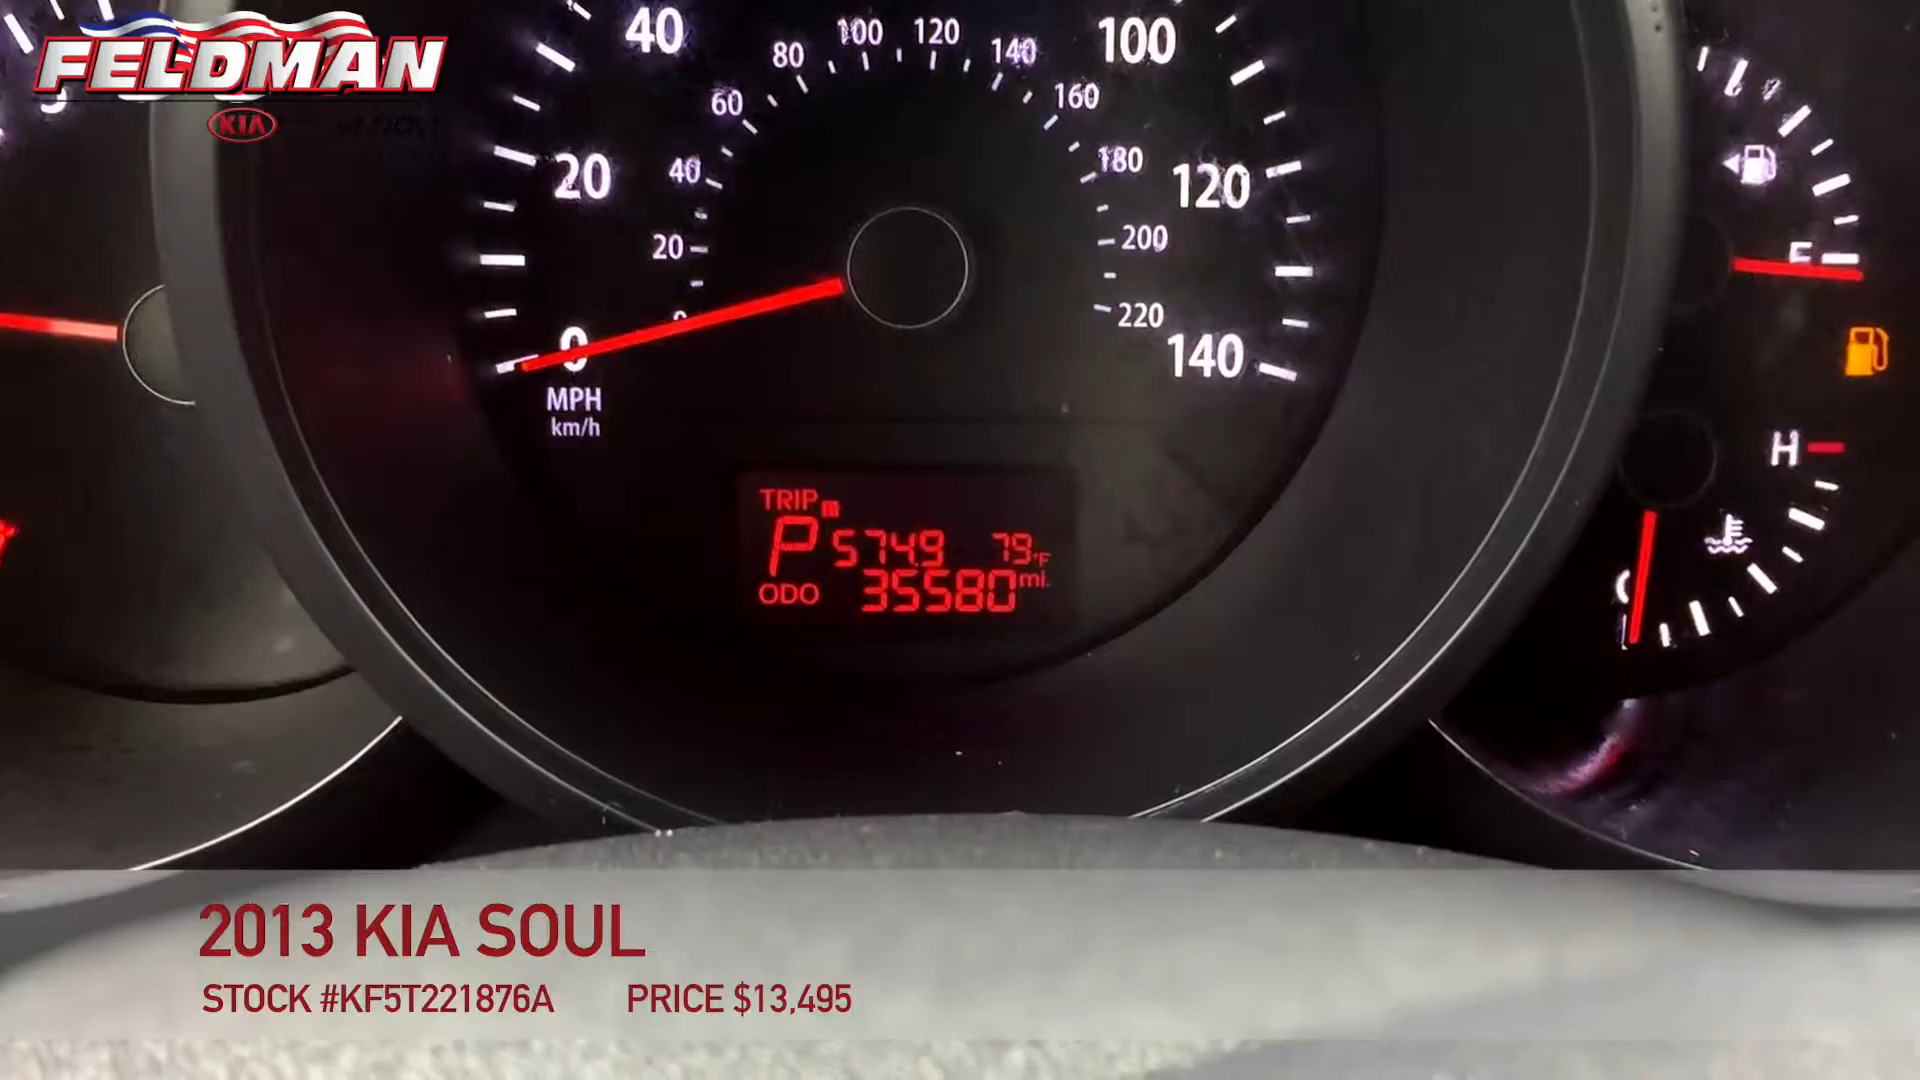 FELDMAN
KIA
40
80
100
120
140
100
60
160
20
40
180
120
20
200
0
220
0
140
MPH
km/h
E
H
C
TRIP
P 574.9 79°F
ODO 35580 mi.
2013 KIA SOUL
STOCK #KF5T221876A PRICE $13,495